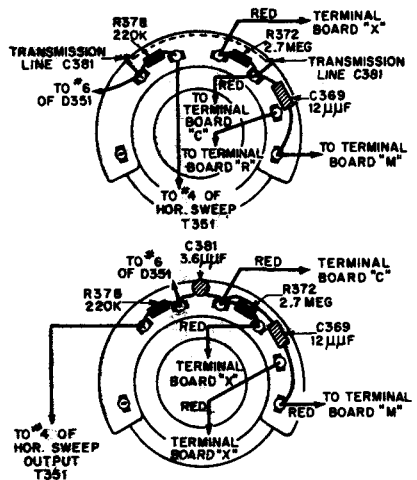 RED
TERMINAL
BOARD "X"
R378
220K
R372
2.7 MEG
TRANSMISSION
LINE C381
TRANSMISSION
LINE C381
RED
TO #6
OF D351
TO
TERMINAL
BOARD
"C"
C369
12μμF
TO TERMINAL
BOARD "R"
TO TERMINAL
BOARD "M"
TO #4 OF
HOR. SWEEP
T351
C381
3.6μμF
TO #6
OF D351
RED
TERMINAL
BOARD "C"
R378
220K
R372
2.7 MEG
RED
C369
12μμF
TERMINAL
BOARD "X"
RED
RED
TO TERMINAL
BOARD "M"
TO #4 OF
HOR. SWEEP
OUTPUT
T351
TERMINAL
BOARD "X"